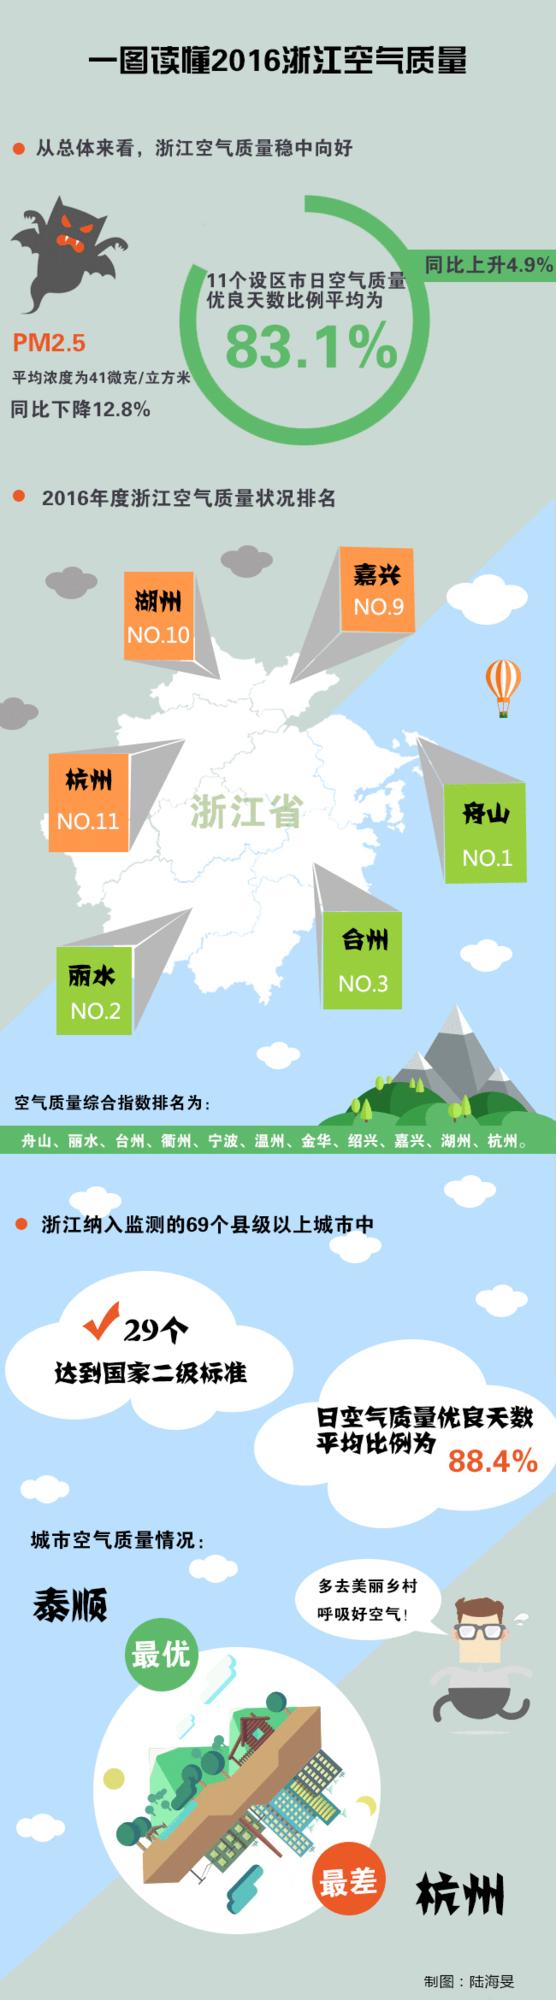 一图读懂2016浙江空气质量
从总体来看，浙江空气质量稳中向好
同比上升4.9%
11个设区市日空气质量
优良天数比例平均为
83.1%
PM2.5
平均浓度为41微克/立方米
同比下降12.8%
2016年度浙江空气质量状况排名
嘉兴
NO.9
湖州
NO.10
杭州
NO.11
浙江省
舟山
NO.1
台州
NO.3
丽水
NO.2
空气质量综合指数排名为：
舟山、丽水、台州、衢州、宁波、温州、金华、绍兴、嘉兴、湖州、杭州。
浙江纳入监测的69个县级以上城市中
29个
达到国家二级标准
日空气质量优良天数
平均比例为
88.4%
城市空气质量情况：
多去美丽乡村
呼吸好空气！
泰顺
最优
最差
杭州
制图：陆海旻